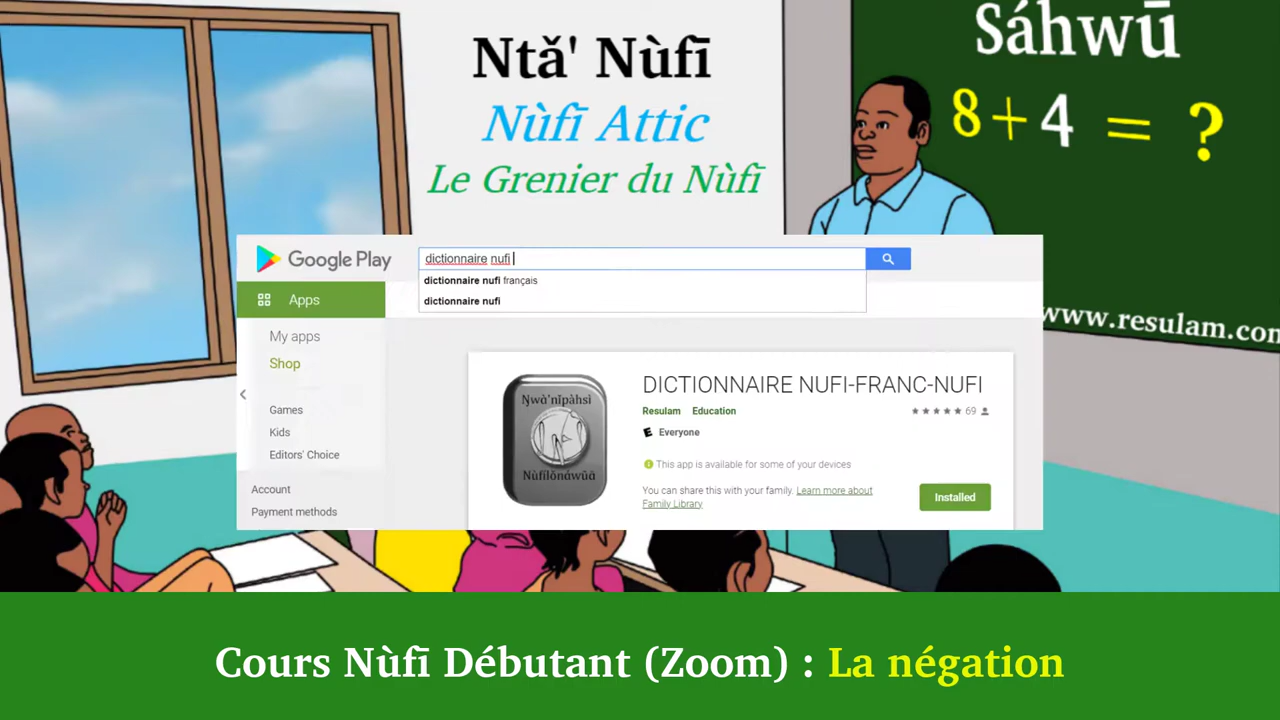 Ntǎ' Nùfī
Nùfī Attic
Le Grenier du Nùfī
Sáhwū
8 + 4 = ?
www.resulam.com
Google Play
dictionnaire nufi
dictionnaire nufi français
dictionnaire nufi
Apps
My apps
Shop
Games
Kids
Editors' Choice
Account
Payment methods
Ŋwɑ̀'nīpàhsì
Nùfīlōnáwūā
DICTIONNAIRE NUFI-FRANC-NUFI
Resulam Education
69
E Everyone
This app is available for some of your devices
You can share this with your family. Learn more about
Family Library
Installed
Cours Nùfī Débutant (Zoom) : La négation